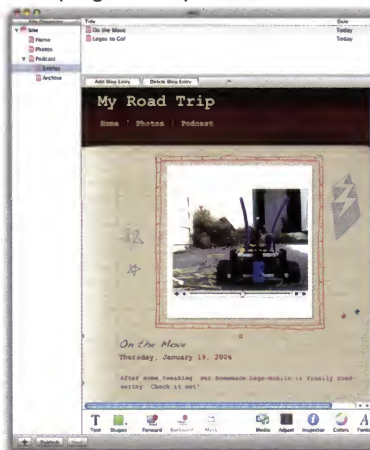 Title Date
Site
Home
Photos
Podcast
Entries
Archive
On the Move Today
Legos to Go! Today
Add Blog Entry Delete Blog Entry
My Road Trip
Home Photos Podcast
On the Move
Thursday, January 19, 2006
After some tweaking our homemade Lego-mobile is finally road-
worthy Check it out!
Text Shapes Forward Backward Mask Media Adjust Inspector Colors Fonts
Publish